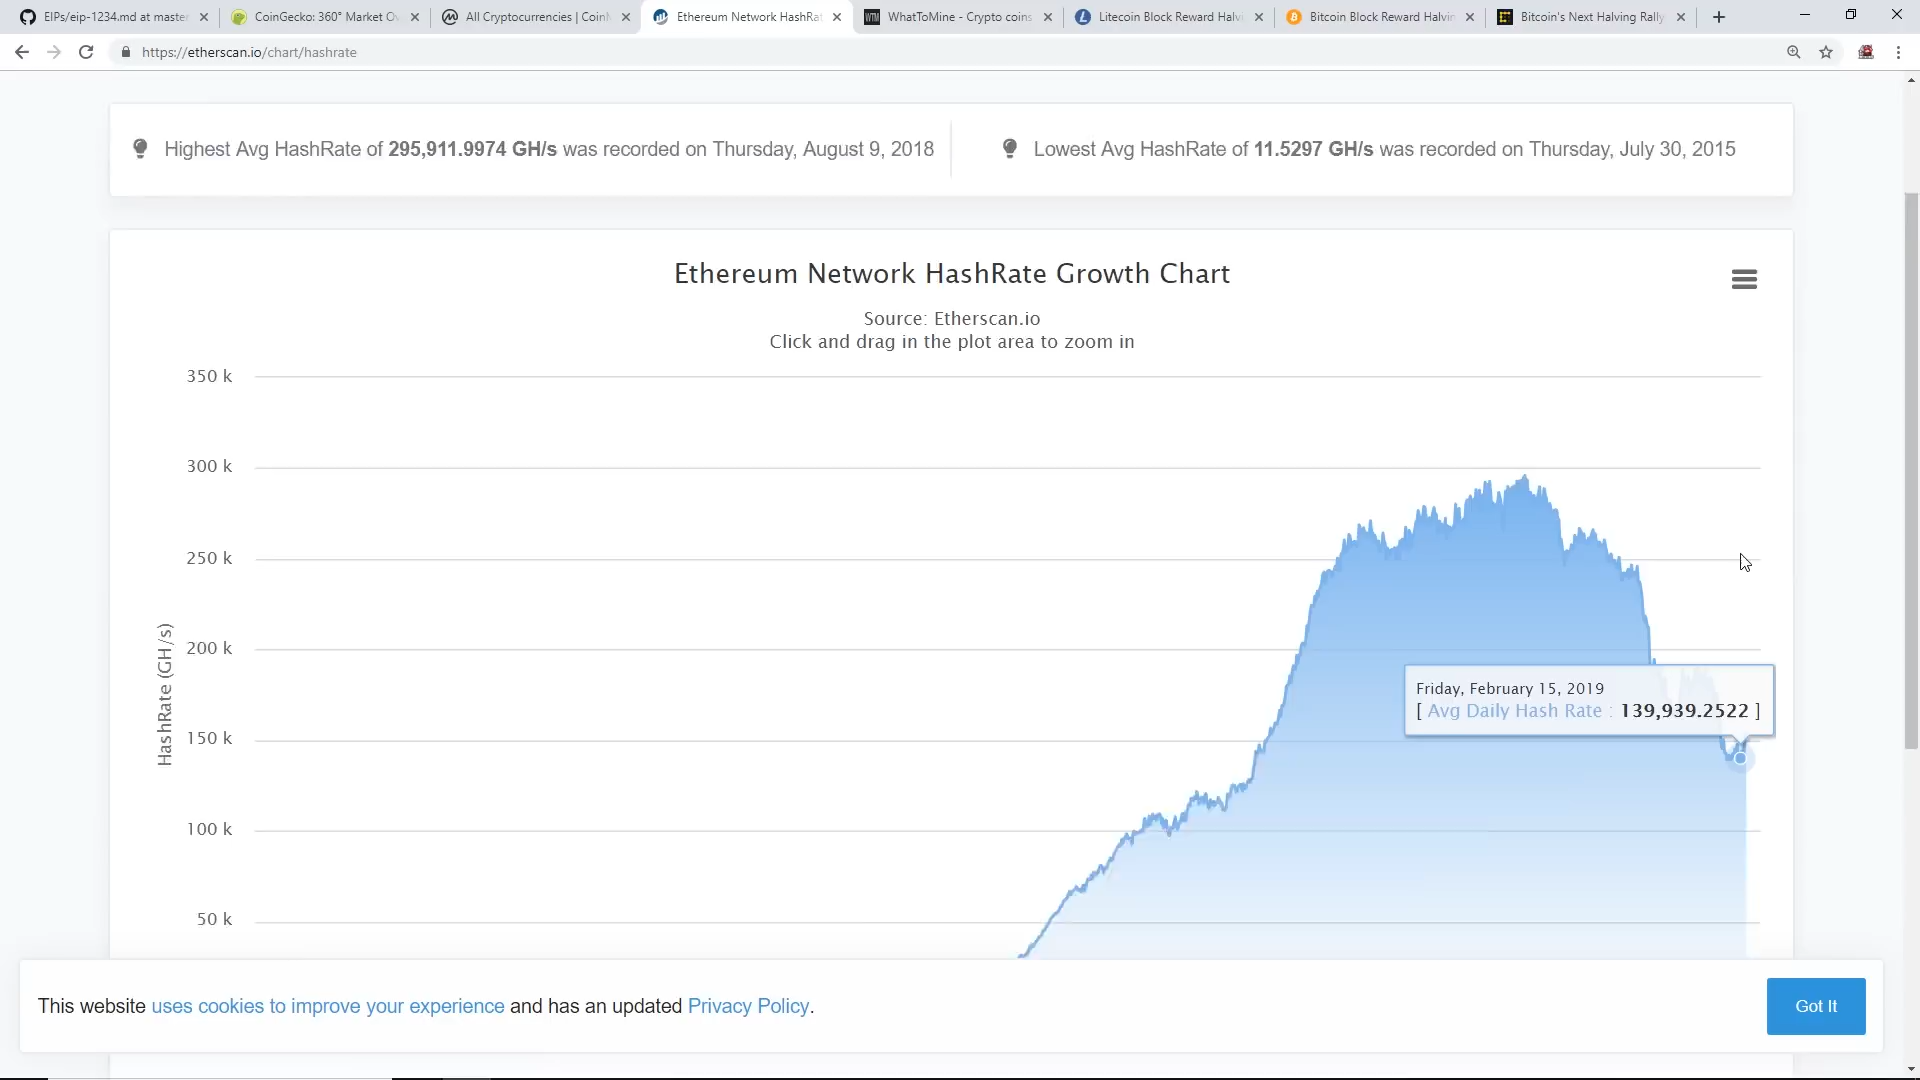 EIPs/eip-1234.md at master
CoinGecko: 360° Market O
All Cryptocurrencies | Coin
Ethereum Network HashRat
WTM WhatToMine - Crypto coins
Litecoin Block Reward Halvi
Bitcoin Block Reward Halvin
Bitcoin's Next Halving Rally
https://etherscan.io/chart/hashrate
Highest Avg HashRate of 295,911.9974 GH/s was recorded on Thursday, August 9, 2018
Lowest Avg HashRate of 11.5297 GH/s was recorded on Thursday, July 30, 2015
Ethereum Network HashRate Growth Chart
Source: Etherscan.io
Click and drag in the plot area to zoom in
350 k
300 k
250 k
200 k
150 k
100 k
50 k
HashRate (GH/s)
Friday, February 15, 2019
[ Avg Daily Hash Rate : 139,939.2522 ]
This website uses cookies to improve your experience and has an updated Privacy Policy.
Got It